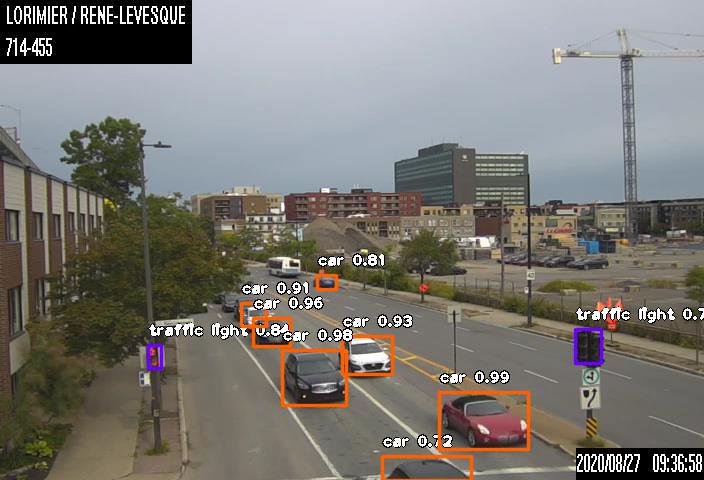 LORIMIER / RENE-LEVESQUE
714-455
car 0.81
car 0.91
car 0.96
traffic light 0.84
car 0.93
traffic light 0.7
car 0.98
car 0.99
car 0.72
2020/08/27 09:36:58